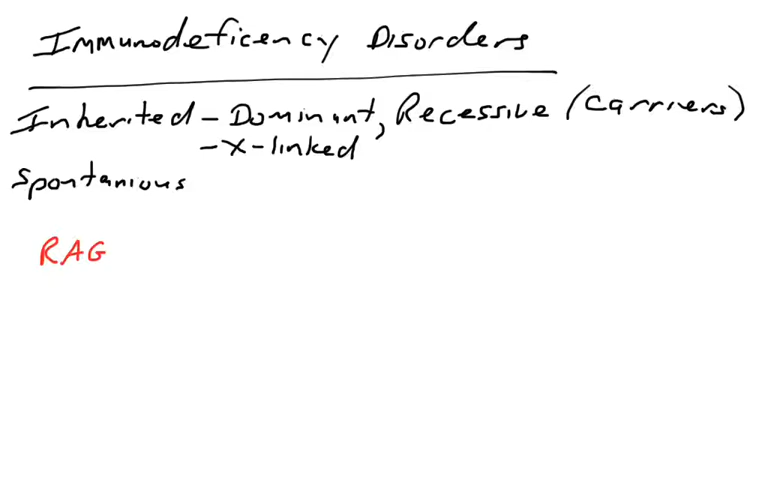 Immunodeficency Disorders
Inherited - Dominant, Recessive (carriers)
- X-linked
Spontanious
RAG